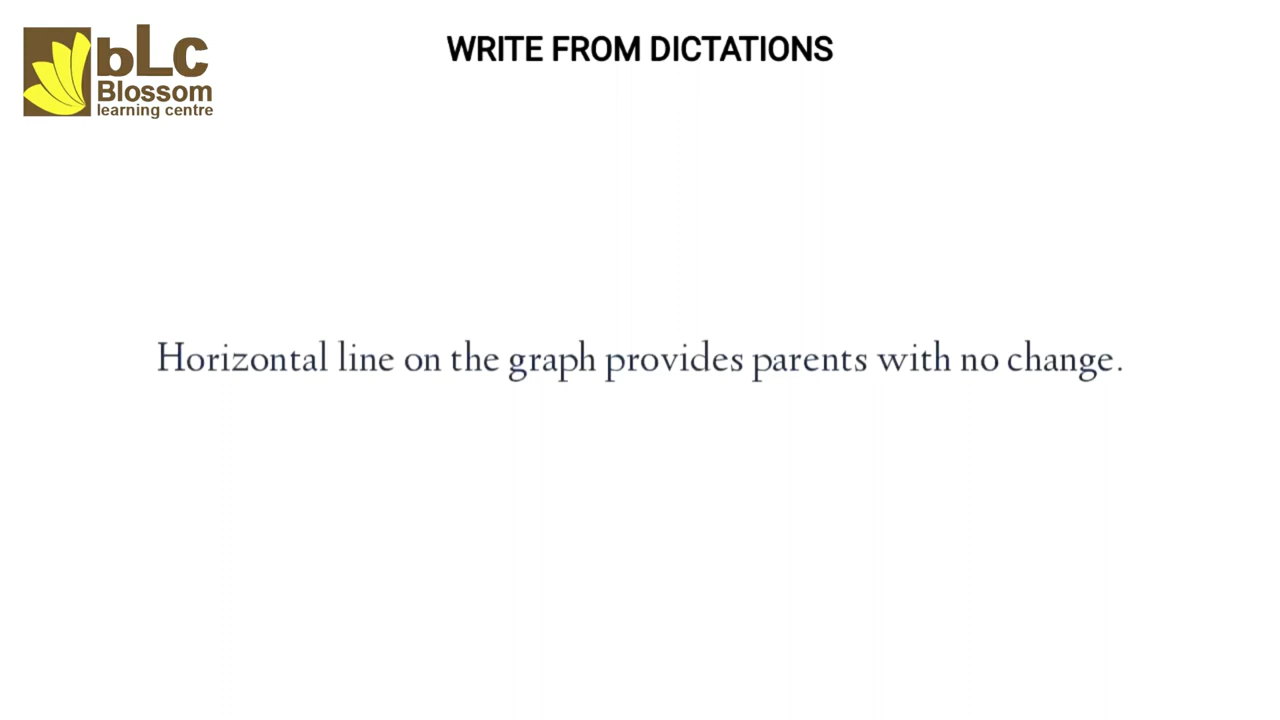 bLc
Blossom
learning centre
WRITE FROM DICTATIONS
Horizontal line on the graph provides parents with no change.